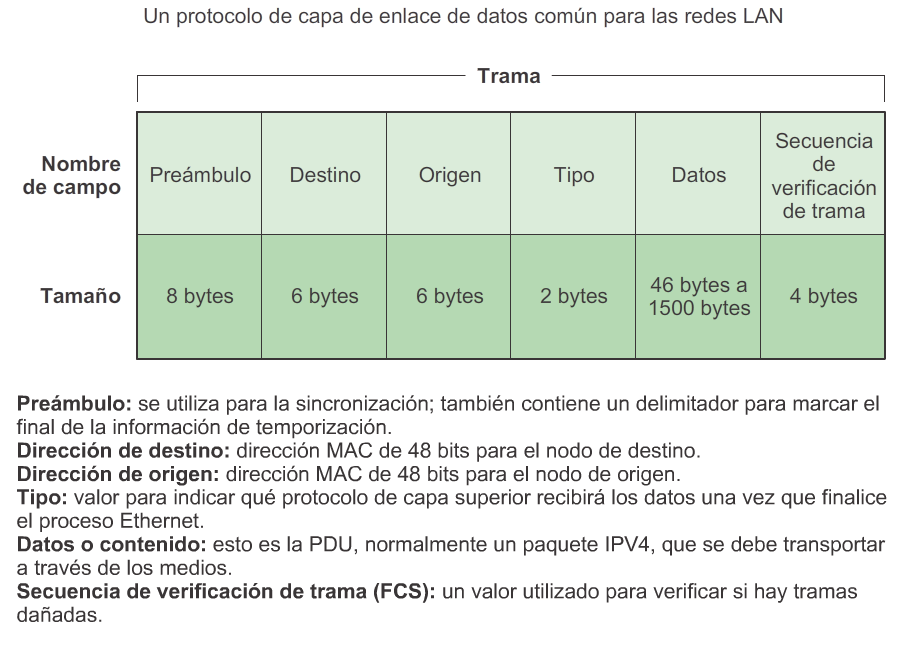 Un protocolo de capa de enlace de datos común para las redes LAN
Trama
Nombre
de campo
Preámbulo
Destino
Origen
Tipo
Datos
Secuencia
de
verificación
de trama
Tamaño
8 bytes
6 bytes
6 bytes
2 bytes
46 bytes a
1500 bytes
4 bytes
Preámbulo: se utiliza para la sincronización; también contiene un delimitador para marcar el
final de la información de temporización.
Dirección de destino: dirección MAC de 48 bits para el nodo de destino.
Dirección de origen: dirección MAC de 48 bits para el nodo de origen.
Tipo: valor para indicar qué protocolo de capa superior recibirá los datos una vez que finalice
el proceso Ethernet.
Datos o contenido: esto es la PDU, normalmente un paquete IPV4, que se debe transportar
a través de los medios.
Secuencia de verificación de trama (FCS): un valor utilizado para verificar si hay tramas
dañadas.